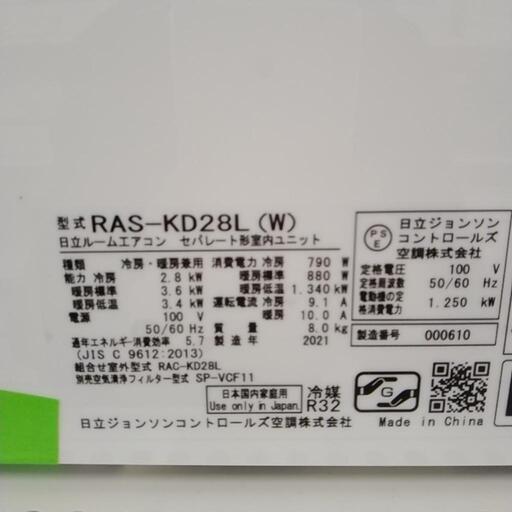 型式 RAS-KD28L (W)
日立ルームエアコン セパレート形室内ユニット
種類 冷房・暖房兼用 消費電力 冷房 790 W
能力 冷房 2.8 kW 暖房標準 880 W
暖房標準 3.6 kW 暖房低温 1.340 kW
暖房低温 3.4 kW 運転電流 冷房 9.1 A
電源 100 V 暖房 10.0 A
50/60 Hz 質量 8.0 kg
通年エネルギー消費効率 5.7 製造年 2021
(JIS C 9612:2013)
組合せ室外型式 RAC-KD28L
別売空気清浄フィルター型式 SP-VCF11
日本国内家庭用
Use only in Japan.
冷媒
R32
日立ジョンソンコントロールズ空調株式会社
PS
E
日立ジョンソン
コントロールズ
空調株式会社
定格電圧 100 V
定格周波数 50/60 Hz
電動機の定
格消費電力 1.250 kW
製造番号 000610
G
Made in China